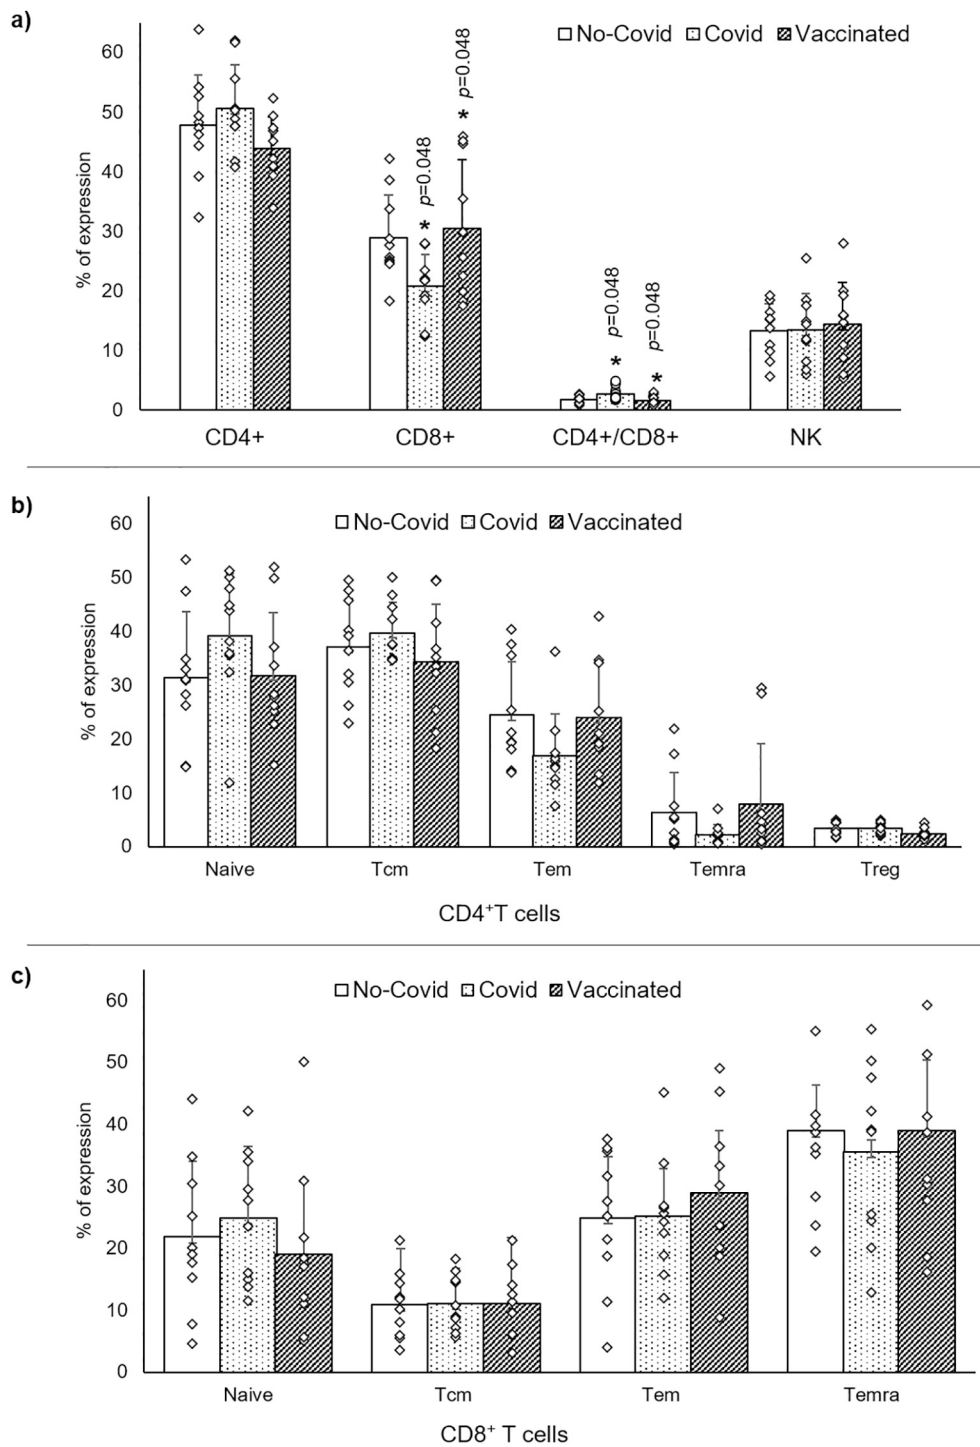 a)
No-Covid Covid Vaccinated
% of expression
60
50
40
30
20
10
0
p=0.048
*
p=0.048
*
p=0.048
*
p=0.048
*
CD4+ CD8+ CD4+/CD8+ NK
b)
No-Covid Covid Vaccinated
% of expression
60
50
40
30
20
10
0
Naive Tcm Tem Temra Treg
CD4⁺T cells
c)
No-Covid Covid Vaccinated
% of expression
60
50
40
30
20
10
0
Naive Tcm Tem Temra
CD8⁺ T cells